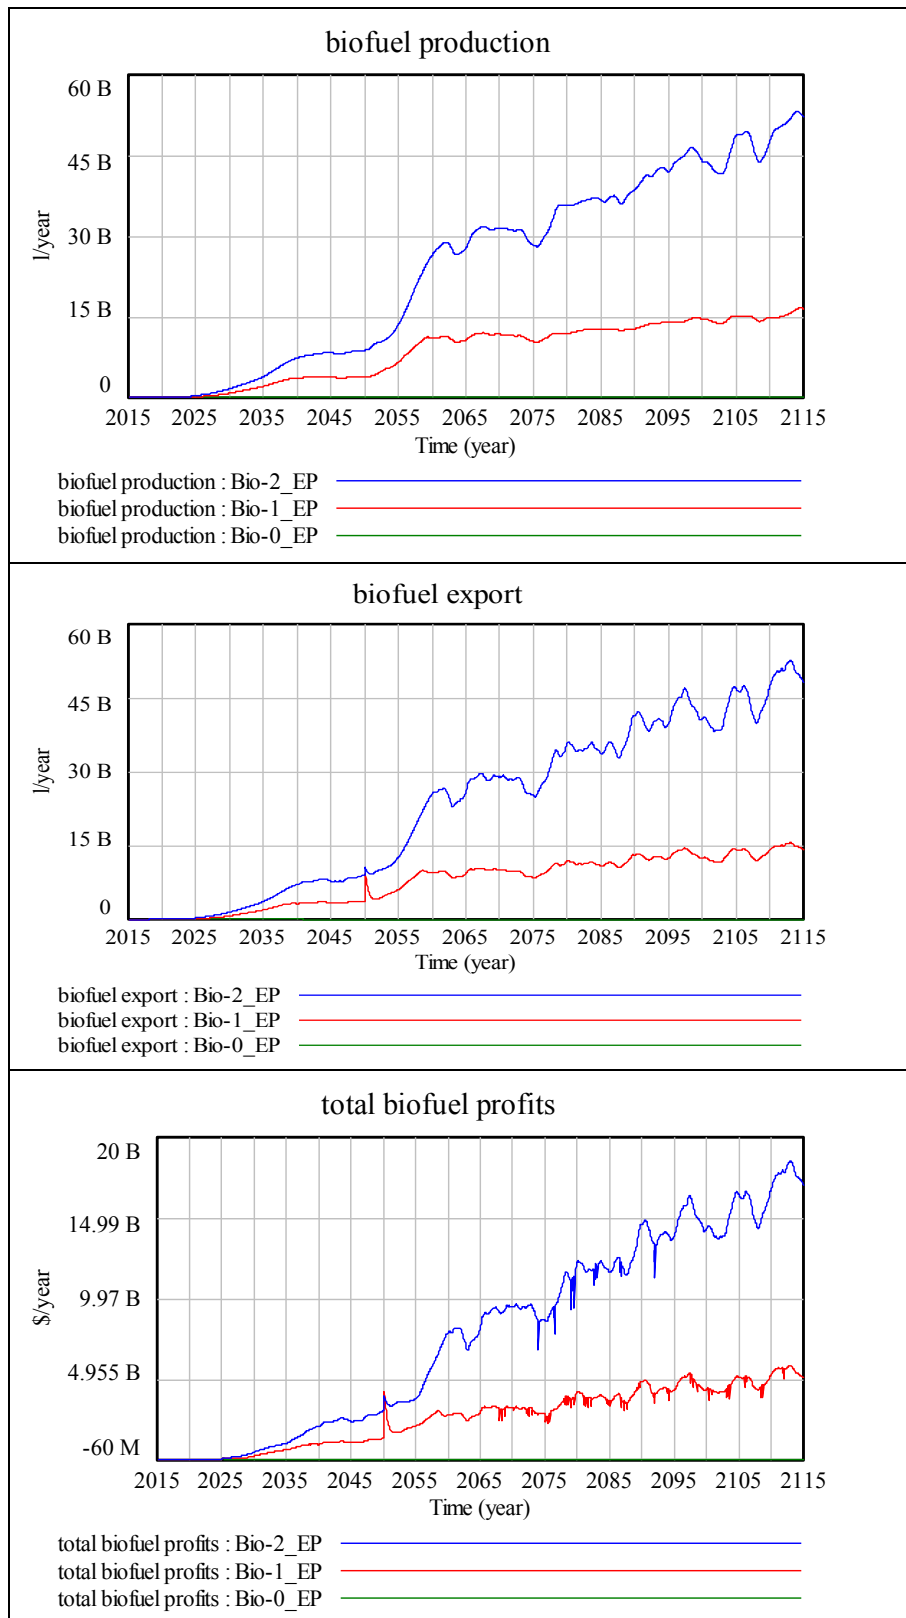 biofuel production
60 B
45 B
30 B
15 B
0
l/year
2015 2025 2035 2045 2055 2065 2075 2085 2095 2105 2115
Time (year)
biofuel production : Bio-2_EP
biofuel production : Bio-1_EP
biofuel production : Bio-0_EP
biofuel export
60 B
45 B
30 B
15 B
0
l/year
2015 2025 2035 2045 2055 2065 2075 2085 2095 2105 2115
Time (year)
biofuel export : Bio-2_EP
biofuel export : Bio-1_EP
biofuel export : Bio-0_EP
total biofuel profits
20 B
14.99 B
9.97 B
4.955 B
-60 M
$/year
2015 2025 2035 2045 2055 2065 2075 2085 2095 2105 2115
Time (year)
total biofuel profits : Bio-2_EP
total biofuel profits : Bio-1_EP
total biofuel profits : Bio-0_EP